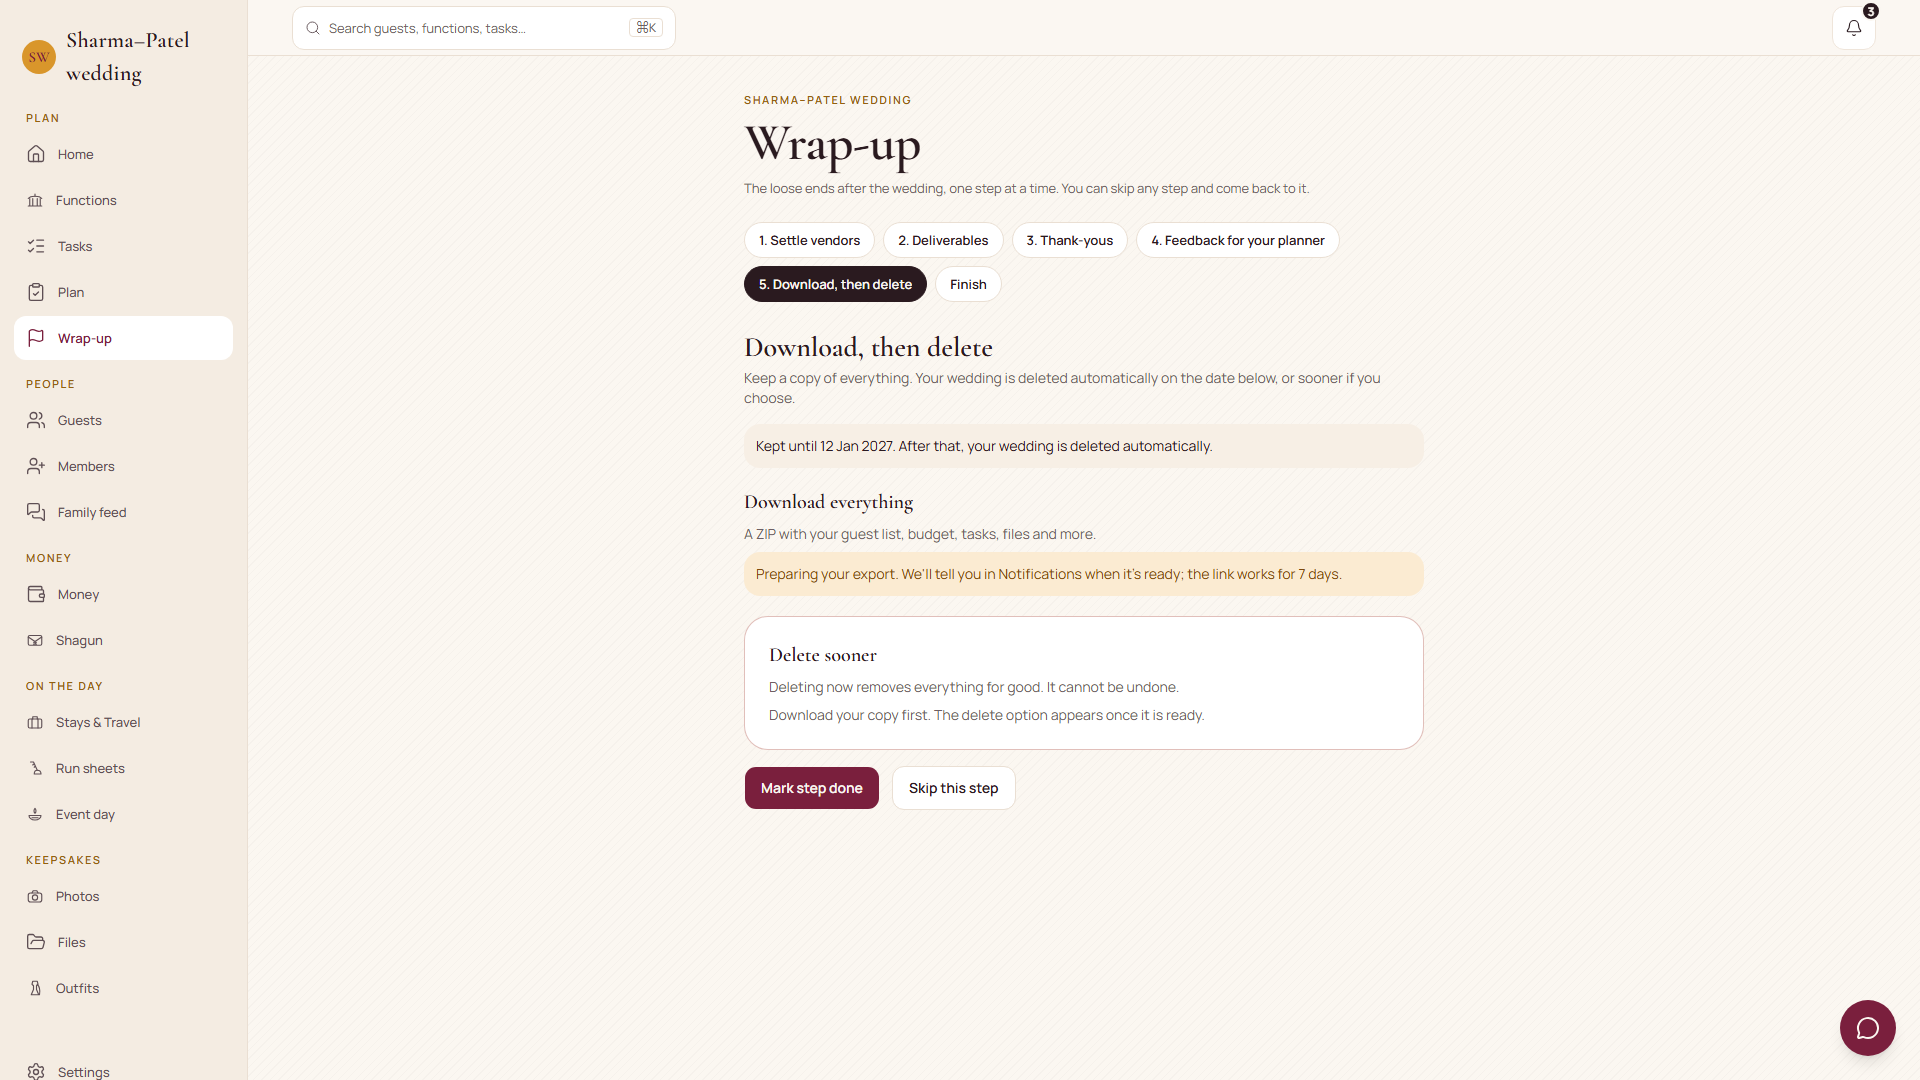 SW
Sharma–Patel
wedding
PLAN
Home
Functions
Tasks
Plan
Wrap-up
PEOPLE
Guests
Members
Family feed
MONEY
Money
Shagun
ON THE DAY
Stays & Travel
Run sheets
Event day
KEEPSAKES
Photos
Files
Outfits
Settings
Search guests, functions, tasks…
⌘K
3
SHARMA–PATEL WEDDING
Wrap-up
The loose ends after the wedding, one step at a time. You can skip any step and come back to it.
1. Settle vendors
2. Deliverables
3. Thank-yous
4. Feedback for your planner
5. Download, then delete
Finish
Download, then delete
Keep a copy of everything. Your wedding is deleted automatically on the date below, or sooner if you
choose.
Kept until 12 Jan 2027. After that, your wedding is deleted automatically.
Download everything
A ZIP with your guest list, budget, tasks, files and more.
Preparing your export. We'll tell you in Notifications when it's ready; the link works for 7 days.
Delete sooner
Deleting now removes everything for good. It cannot be undone.
Download your copy first. The delete option appears once it is ready.
Mark step done
Skip this step